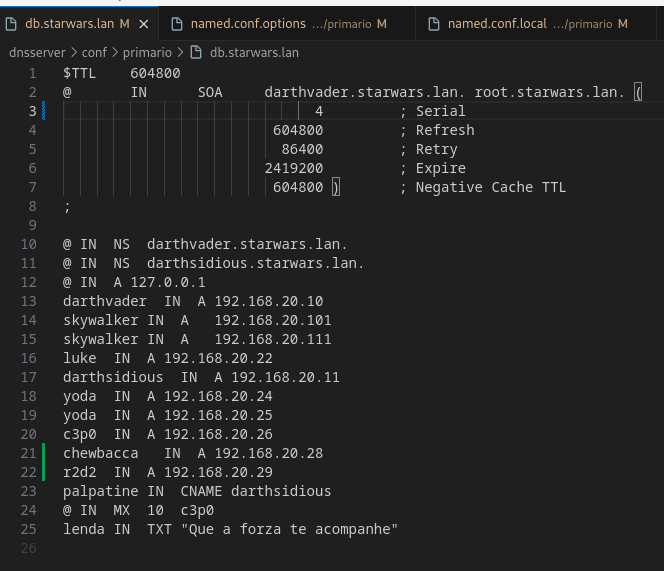 db.starwars.lan M × named.conf.options .../primario M named.conf.local .../primario M
dnsserver > conf > primario > db.starwars.lan
1 $TTL 604800
2 @ IN SOA darthvader.starwars.lan. root.starwars.lan. (
3 4 ; Serial
4 604800 ; Refresh
5 86400 ; Retry
6 2419200 ; Expire
7 604800 ) ; Negative Cache TTL
8 ;
9
10 @ IN NS darthvader.starwars.lan.
11 @ IN NS darthsidious.starwars.lan.
12 @ IN A 127.0.0.1
13 darthvader IN A 192.168.20.10
14 skywalker IN A 192.168.20.101
15 skywalker IN A 192.168.20.111
16 luke IN A 192.168.20.22
17 darthsidious IN A 192.168.20.11
18 yoda IN A 192.168.20.24
19 yoda IN A 192.168.20.25
20 c3p0 IN A 192.168.20.26
21 chewbacca IN A 192.168.20.28
22 r2d2 IN A 192.168.20.29
23 palpatine IN CNAME darthsidious
24 @ IN MX 10 c3p0
25 lenda IN TXT "Que a forza te acompanhe"
26